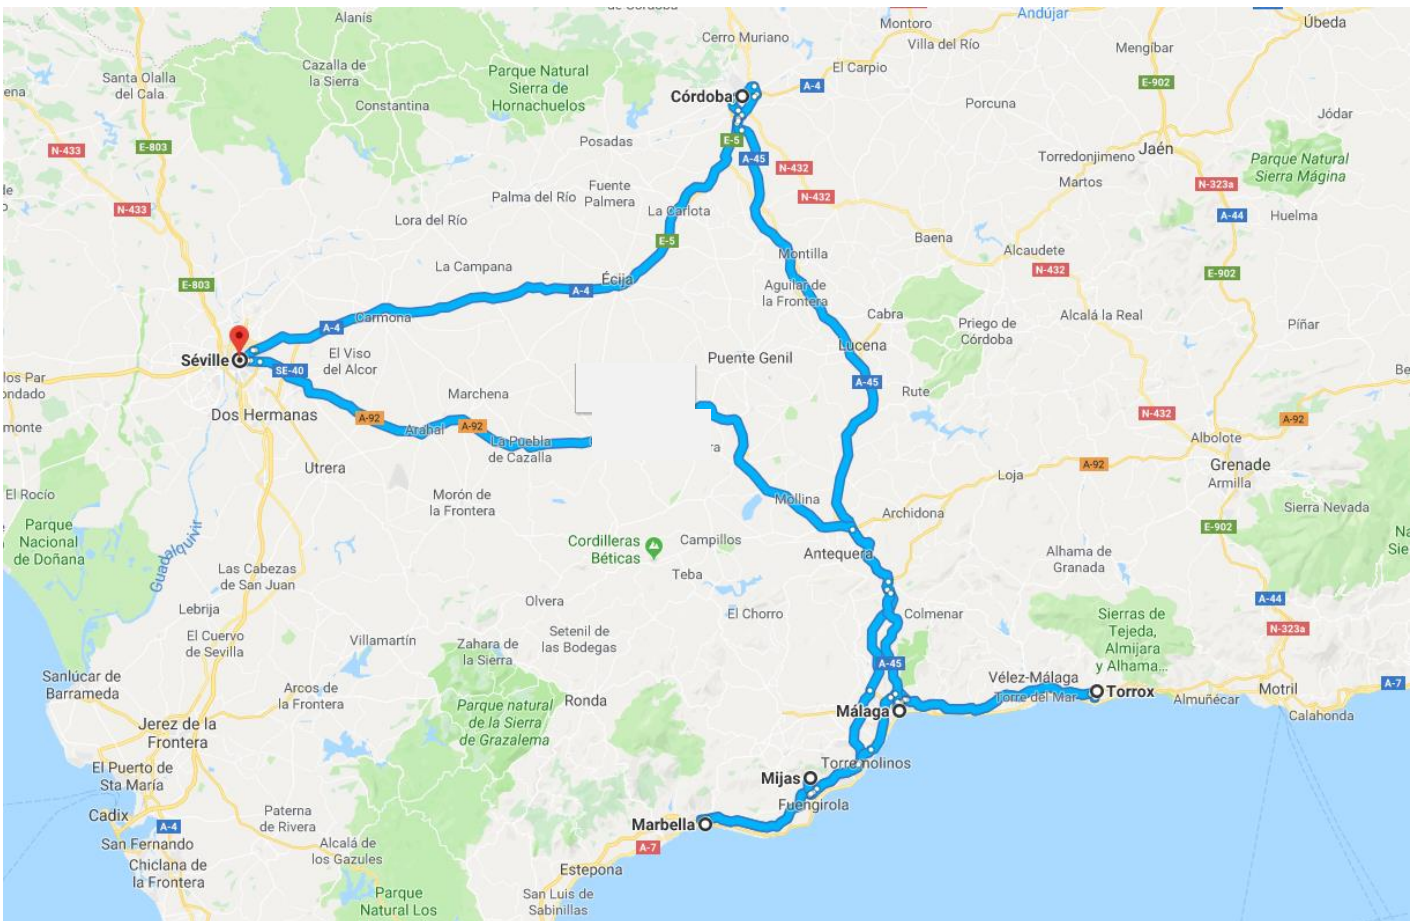 de Córdoba
Alanís
Montoro
Andújar
Úbeda
Cerro Muriano
Villa del Río
Mengíbar
Cazalla de
la Sierra
Parque Natural
Sierra de
Hornachuelos
El Carpio
Santa Olalla
del Cala
ena
A-4
E-902
Córdoba
Constantina
Porcuna
Jódar
Posadas
E-5
Jaén
N-433
E-803
A-45
N-432
Torredonjimeno
Parque Natural
Sierra Mágina
Martos
N-323a
Fuente
Palmera
Palma del Río
N-432
N-433
La Carlota
Lora del Río
A-44
Huelma
E-5
Baena
Alcaudete
Montilla
La Campana
N-432
E-902
Écija
E-803
A-4
Aguilar de
la Frontera
Cabra
Alcalá la Real
Carmona
Priego de
Córdoba
Píñar
A-4
Lucena
Séville
El Viso
del Alcor
Puente Genil
los Par
ondado
SE-40
A-45
Be
Rute
Marchena
Dos Hermanas
A-92
N-432
A-92
monte
Arahal
A-92
Albolote
La Puebla
de Cazalla
ra
Utrera
A-92
Grenade
Loja
Armilla
El Rocío
Morón de
la Frontera
Mollina
Archidona
Sierra Nevada
Parque
Nacional
de Doñana
Guadalquivir
E-902
Na
Sie
Cordilleras
Béticas
Campillos
Antequera
Alhama de
Granada
Las Cabezas
de San Juan
Teba
Olvera
A-44
Lebrija
El Chorro
Colmenar
Sierras de
Tejeda,
Almijara
y Alhama...
El Cuervo
de Sevilla
Villamartín
Setenil de
las Bodegas
N-323a
Zahara de
la Sierra
A-45
Sanlúcar de
Barrameda
Vélez-Málaga
Arcos de
la Frontera
Ronda
Torre del Mar
Torrox
Almuñécar
Motril
A-7
Parque natural
de la Sierra
de Grazalema
Málaga
Calahonda
Jerez de la
Frontera
El Puerto de
Sta María
Torremolinos
Mijas
Cadix
Paterna
de Rivera
Fuengirola
A-4
Marbella
San Fernando
Alcalá de
los Gazules
A-7
Chiclana de
la Frontera
Estepona
Parque
Natural Los
San Luis de
Sabinillas